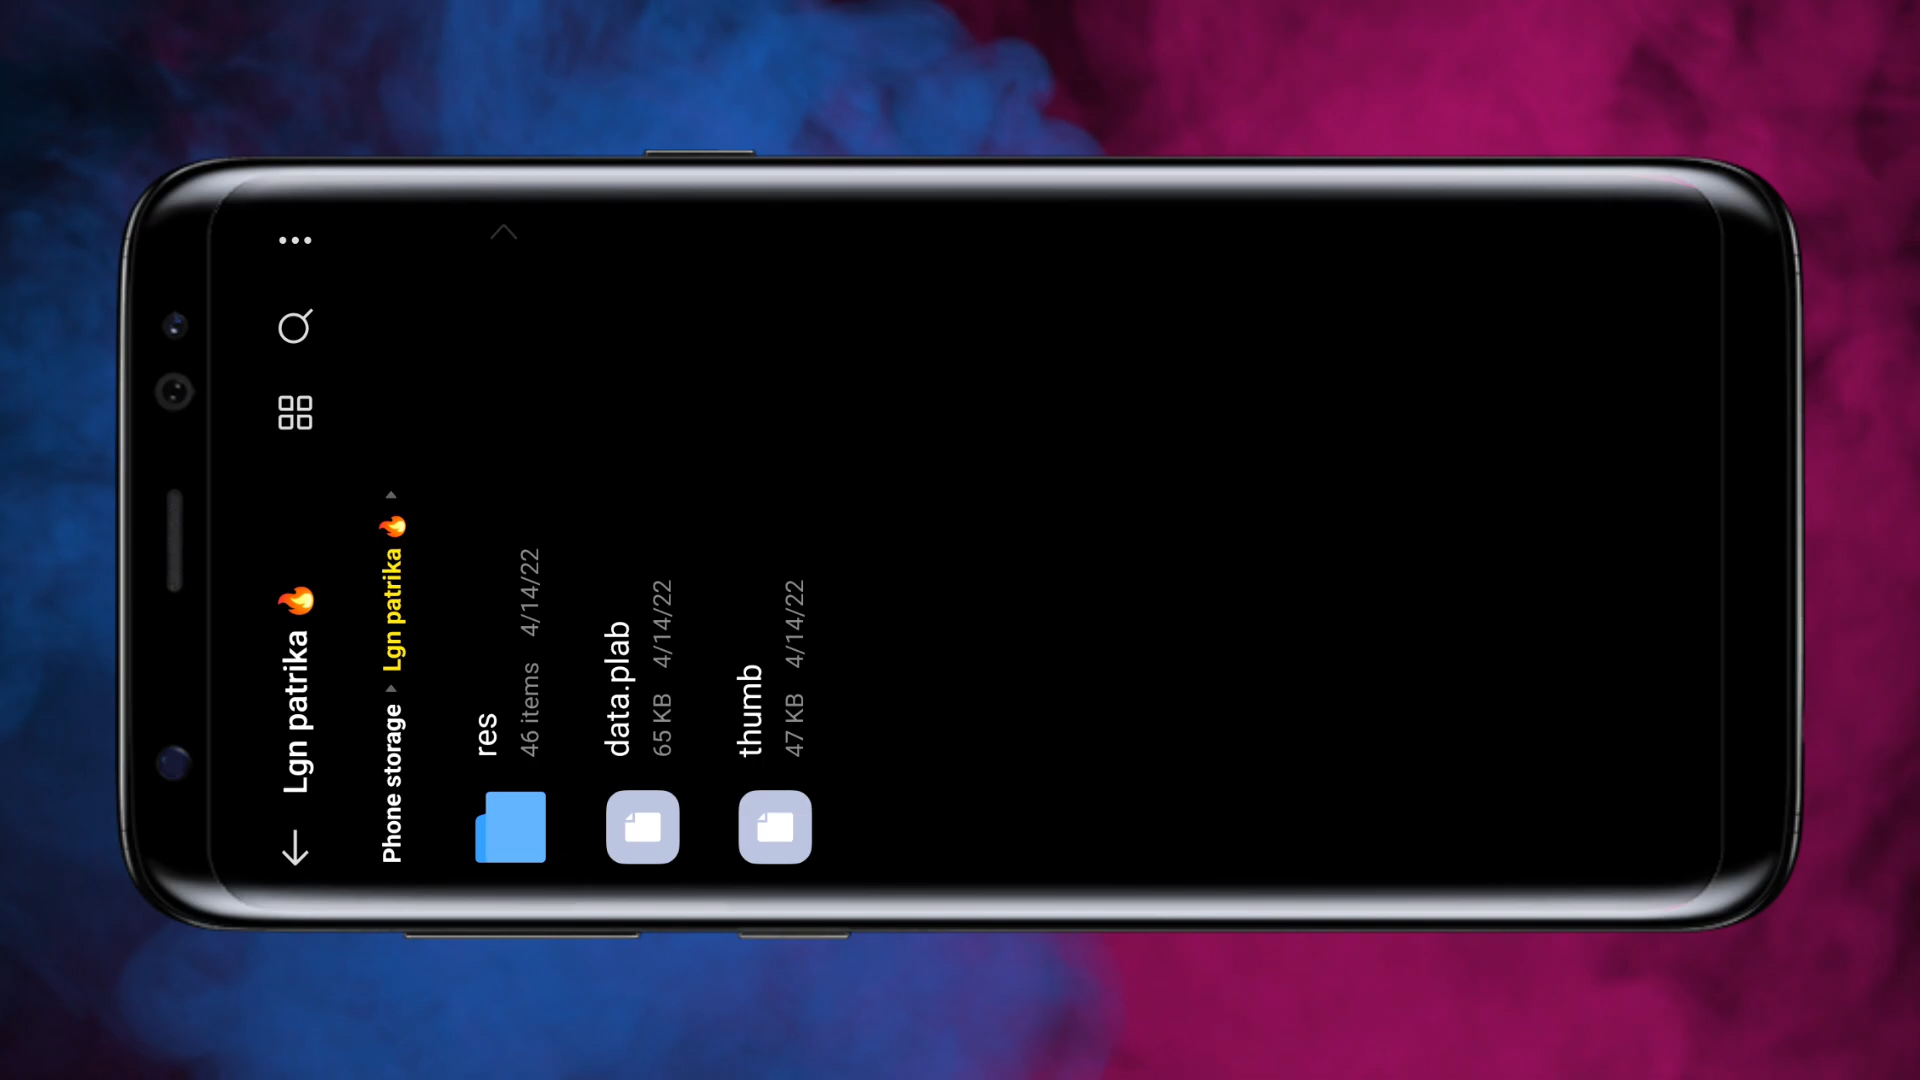 Lgn patrika 🔥
Phone storage Lgn patrika 🔥
res
46 items 4/14/22
data.plab
65 KB 4/14/22
thumb
47 KB 4/14/22